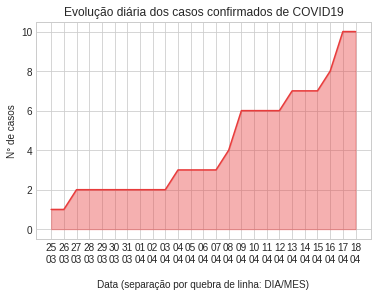 Evolução diária dos casos confirmados de COVID19
10
8
6
4
2
0
N° de casos
25 26 27 28 29 30 31 01 02 03 04 05 06 07 08 09 10 11 12 13 14 15 16 17 18
03 03 03 03 03 03 03 04 04 04 04 04 04 04 04 04 04 04 04 04 04 04 04 04 04
Data (separação por quebra de linha: DIA/MES)